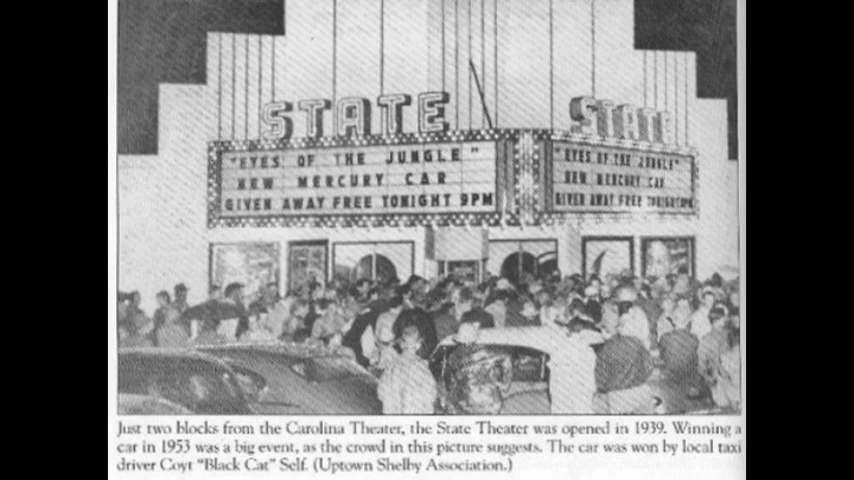 STATE STATE
"EYES OF THE JUNGLE"
NEW MERCURY CAR
GIVEN AWAY FREE TONIGHT 9PM
"EYES OF THE JUNGLE"
NEW MERCURY CAR
GIVEN AWAY FREE TONIGHT 9PM
Just two blocks from the Carolina Theater, the State Theater was opened in 1939. Winning a
car in 1953 was a big event, as the crowd in this picture suggests. The car was won by local taxi
driver Coyt "Black Cat" Self. (Uptown Shelby Association.)